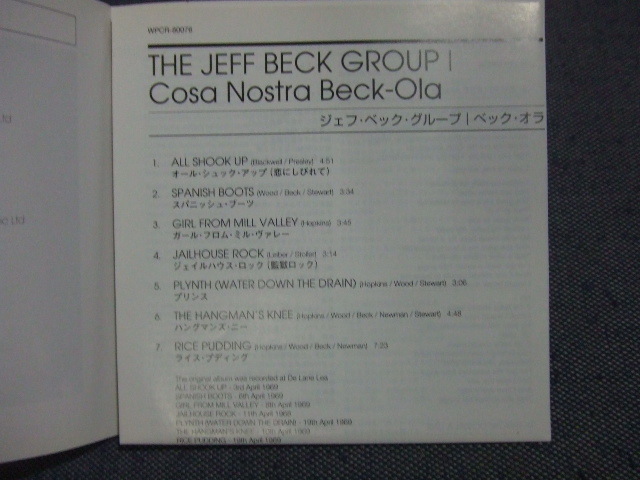 WPCR-80078
THE JEFF BECK GROUP |
Cosa Nostra Beck-Ola
ジェフ・ベック・グループ | ベック・オラ
1. ALL SHOOK UP (Blackwell / Presley) 4:51
オール・シュック・アップ (恋にしびれて)
2. SPANISH BOOTS (Wood / Beck / Stewart) 3:34
スパニッシュ・ブーツ
3. GIRL FROM MILL VALLEY (Hopkins) 3:45
ガール・フロム・ミル・ヴァレー
4. JAILHOUSE ROCK (Leiber / Stoller) 3:14
ジェイルハウス・ロック (監獄ロック)
5. PLYNTH (WATER DOWN THE DRAIN) (Hopkins / Wood / Stewart)
プリンス
6. THE HANGMAN'S KNEE (Hopkins / Wood / Beck / Newman / Stewart) 4:48
ハングマンズ・ニー
7. RICE PUDDING (Hopkins / Wood / Beck / Newman) 7:23
ライス・プディング
The original album was recorded at De Lane Lea
ALL SHOOK UP - 3rd April 1969
SPANISH BOOTS - April 1969
GIRL FROM MILL VALLEY - April 1969
JAILHOUSE ROCK - 11th April 1969
PLYNTH (WATER DOWN THE DRAIN) - April 1969
THE HANGMAN'S KNEE - 10th April 1969
RICE PUDDING - April 1969
Ltd